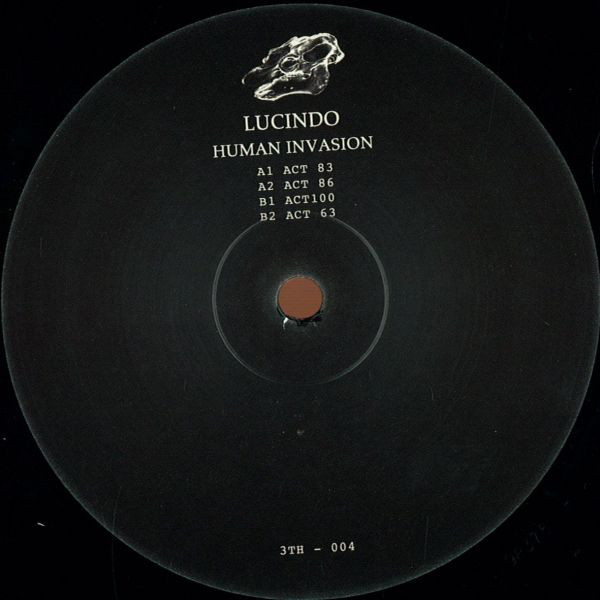 LUCINDO
HUMAN INVASION
A1 ACT 83
A2 ACT 86
B1 ACT100
B2 ACT 63
3TH - 004